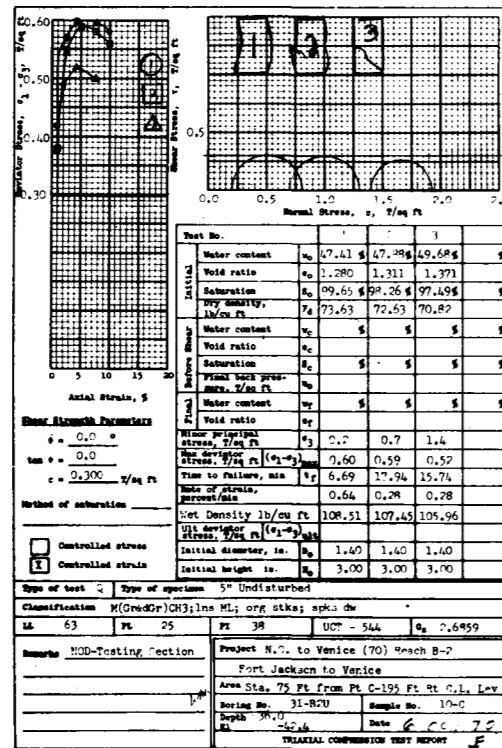 Deviator Stress, σ1 - σ3, T/sq ft
0.60
0.50
0.40
0.30
0 5 10 15 20
Axial Strain, %
Shear Stress, τ, T/sq ft
0.5
1 2 3
0.0 0.5 1.0 1.5 2.0 2.
Normal Stress, σ, T/sq ft
Shear Strength Parameters
φ = 0.0 °
tan φ = 0.0
c = 0.300 T/sq ft
Method of saturation
Controlled stress
X Controlled strain
Test No. 1 2 3
Initial
Water content w0 47.41 % 47.98% 49.68%
Void ratio e0 1.280 1.311 1.371
Saturation S0 99.65 % 98.26 % 97.49%
Dry density, lb/cu ft γd 73.63 72.63 70.82
Before Shear
Water content wc % % %
Void ratio ec
Saturation Sc % % %
Final back pressure, T/sq ft u0
Final
Water content wf % % %
Void ratio ef
Minor principal stress, T/sq ft σ3 0.2 0.7 1.4
Max deviator stress, T/sq ft (σ1-σ3)max 0.60 0.59 0.52
Time to failure, min tf 6.69 17.94 15.74
Rate of strain, percent/min 0.64 0.28 0.28
Wet Density lb/cu ft 108.51 107.45 105.96
Ult deviator stress, T/sq ft (σ1-σ3)ult
Initial diameter, in. D0 1.40 1.40 1.40
Initial height in. H0 3.00 3.00 3.00
Type of test Q Type of specimen 5" Undisturbed
Classification M(Gr&dGr)CH3;lns ML; org stks; spks dw
LL 63 PL 25 PI 38 UCT - 544 Gs 2.6859
Remarks MOD-Testing Section
Project N.O. to Venice (70) Reach B-2
Fort Jackson to Venice
Area Sta. 75 Ft from Pt C-195 Ft Rt C.L. Lev
Boring No. 31-B2U Sample No. 10-C
Depth 36.0
El -42.4
Date 6
TRIAXIAL COMPRESSION TEST REPORT